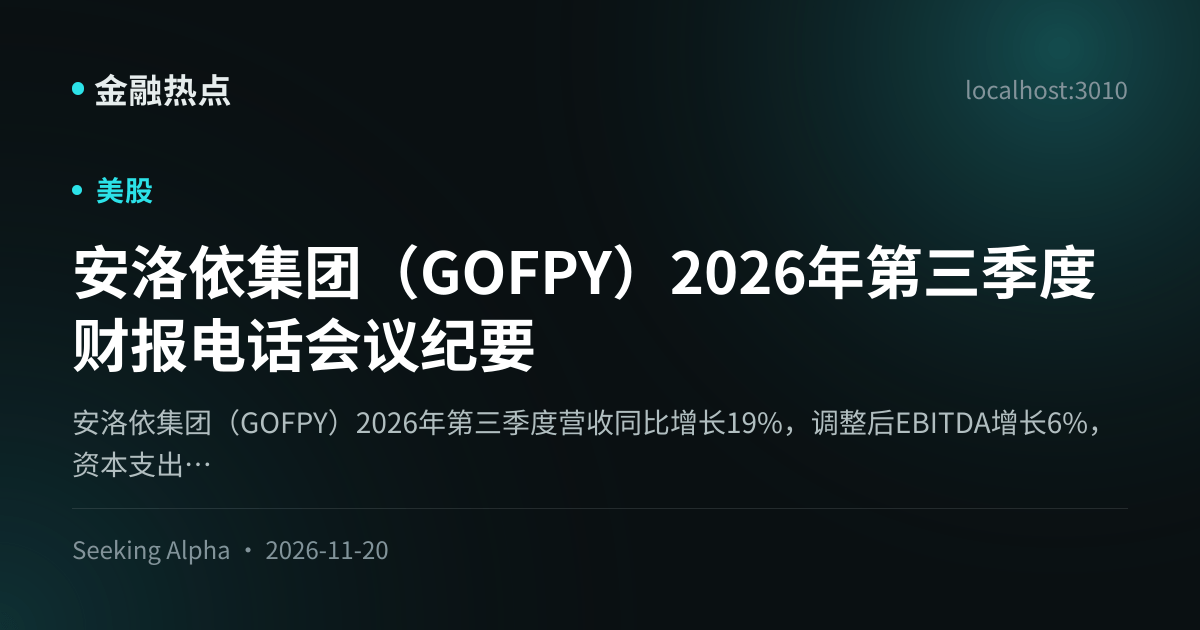 金融热点
localhost:3010
美股
安洛依集团（GOFPY）2026年第三季度
财报电话会议纪要
安洛依集团（GOFPY）2026年第三季度营收同比增长19%，调整后EBITDA增长6%，
资本支出…
Seeking Alpha • 2026-11-20